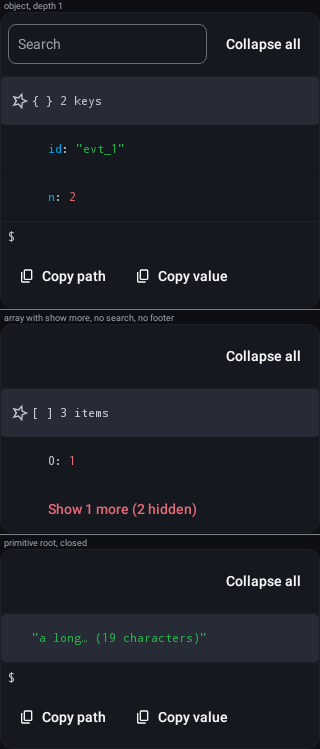 object, depth 1
Search
Collapse all
{ } 2 keys
id: "evt_1"
n: 2
$
Copy path
Copy value
array with show more, no search, no footer
Collapse all
[ ] 3 items
0: 1
Show 1 more (2 hidden)
primitive root, closed
Collapse all
"a long… (19 characters)"
$
Copy path
Copy value